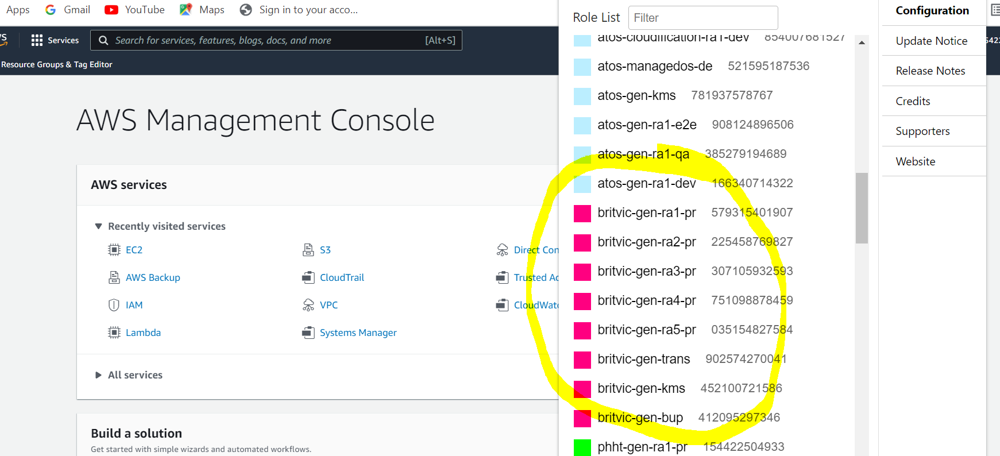 Apps Gmail YouTube Maps Sign in to your acco...
Services Search for services, features, blogs, docs, and more [Alt+S]
Resource Groups & Tag Editor
AWS Management Console
AWS services
Recently visited services
EC2 S3 Direct Con
AWS Backup CloudTrail Trusted Ad
IAM VPC CloudWatc
Lambda Systems Manager
All services
Build a solution
Get started with simple wizards and automated workflows.
Role List Filter
atos-cloudification-ra1-dev 854007681527
atos-managedos-de 521595187536
atos-gen-kms 781937578767
atos-gen-ra1-e2e 908124896506
atos-gen-ra1-qa 385279194689
atos-gen-ra1-dev 166340714322
britvic-gen-ra1-pr 579315401907
britvic-gen-ra2-pr 225458769827
britvic-gen-ra3-pr 307105932593
britvic-gen-ra4-pr 751098878459
britvic-gen-ra5-pr 035154827584
britvic-gen-trans 902574270041
britvic-gen-kms 452100721586
britvic-gen-bup 412095297346
phht-gen-ra1-pr 154422504933
Configuration
Update Notice
Release Notes
Credits
Supporters
Website